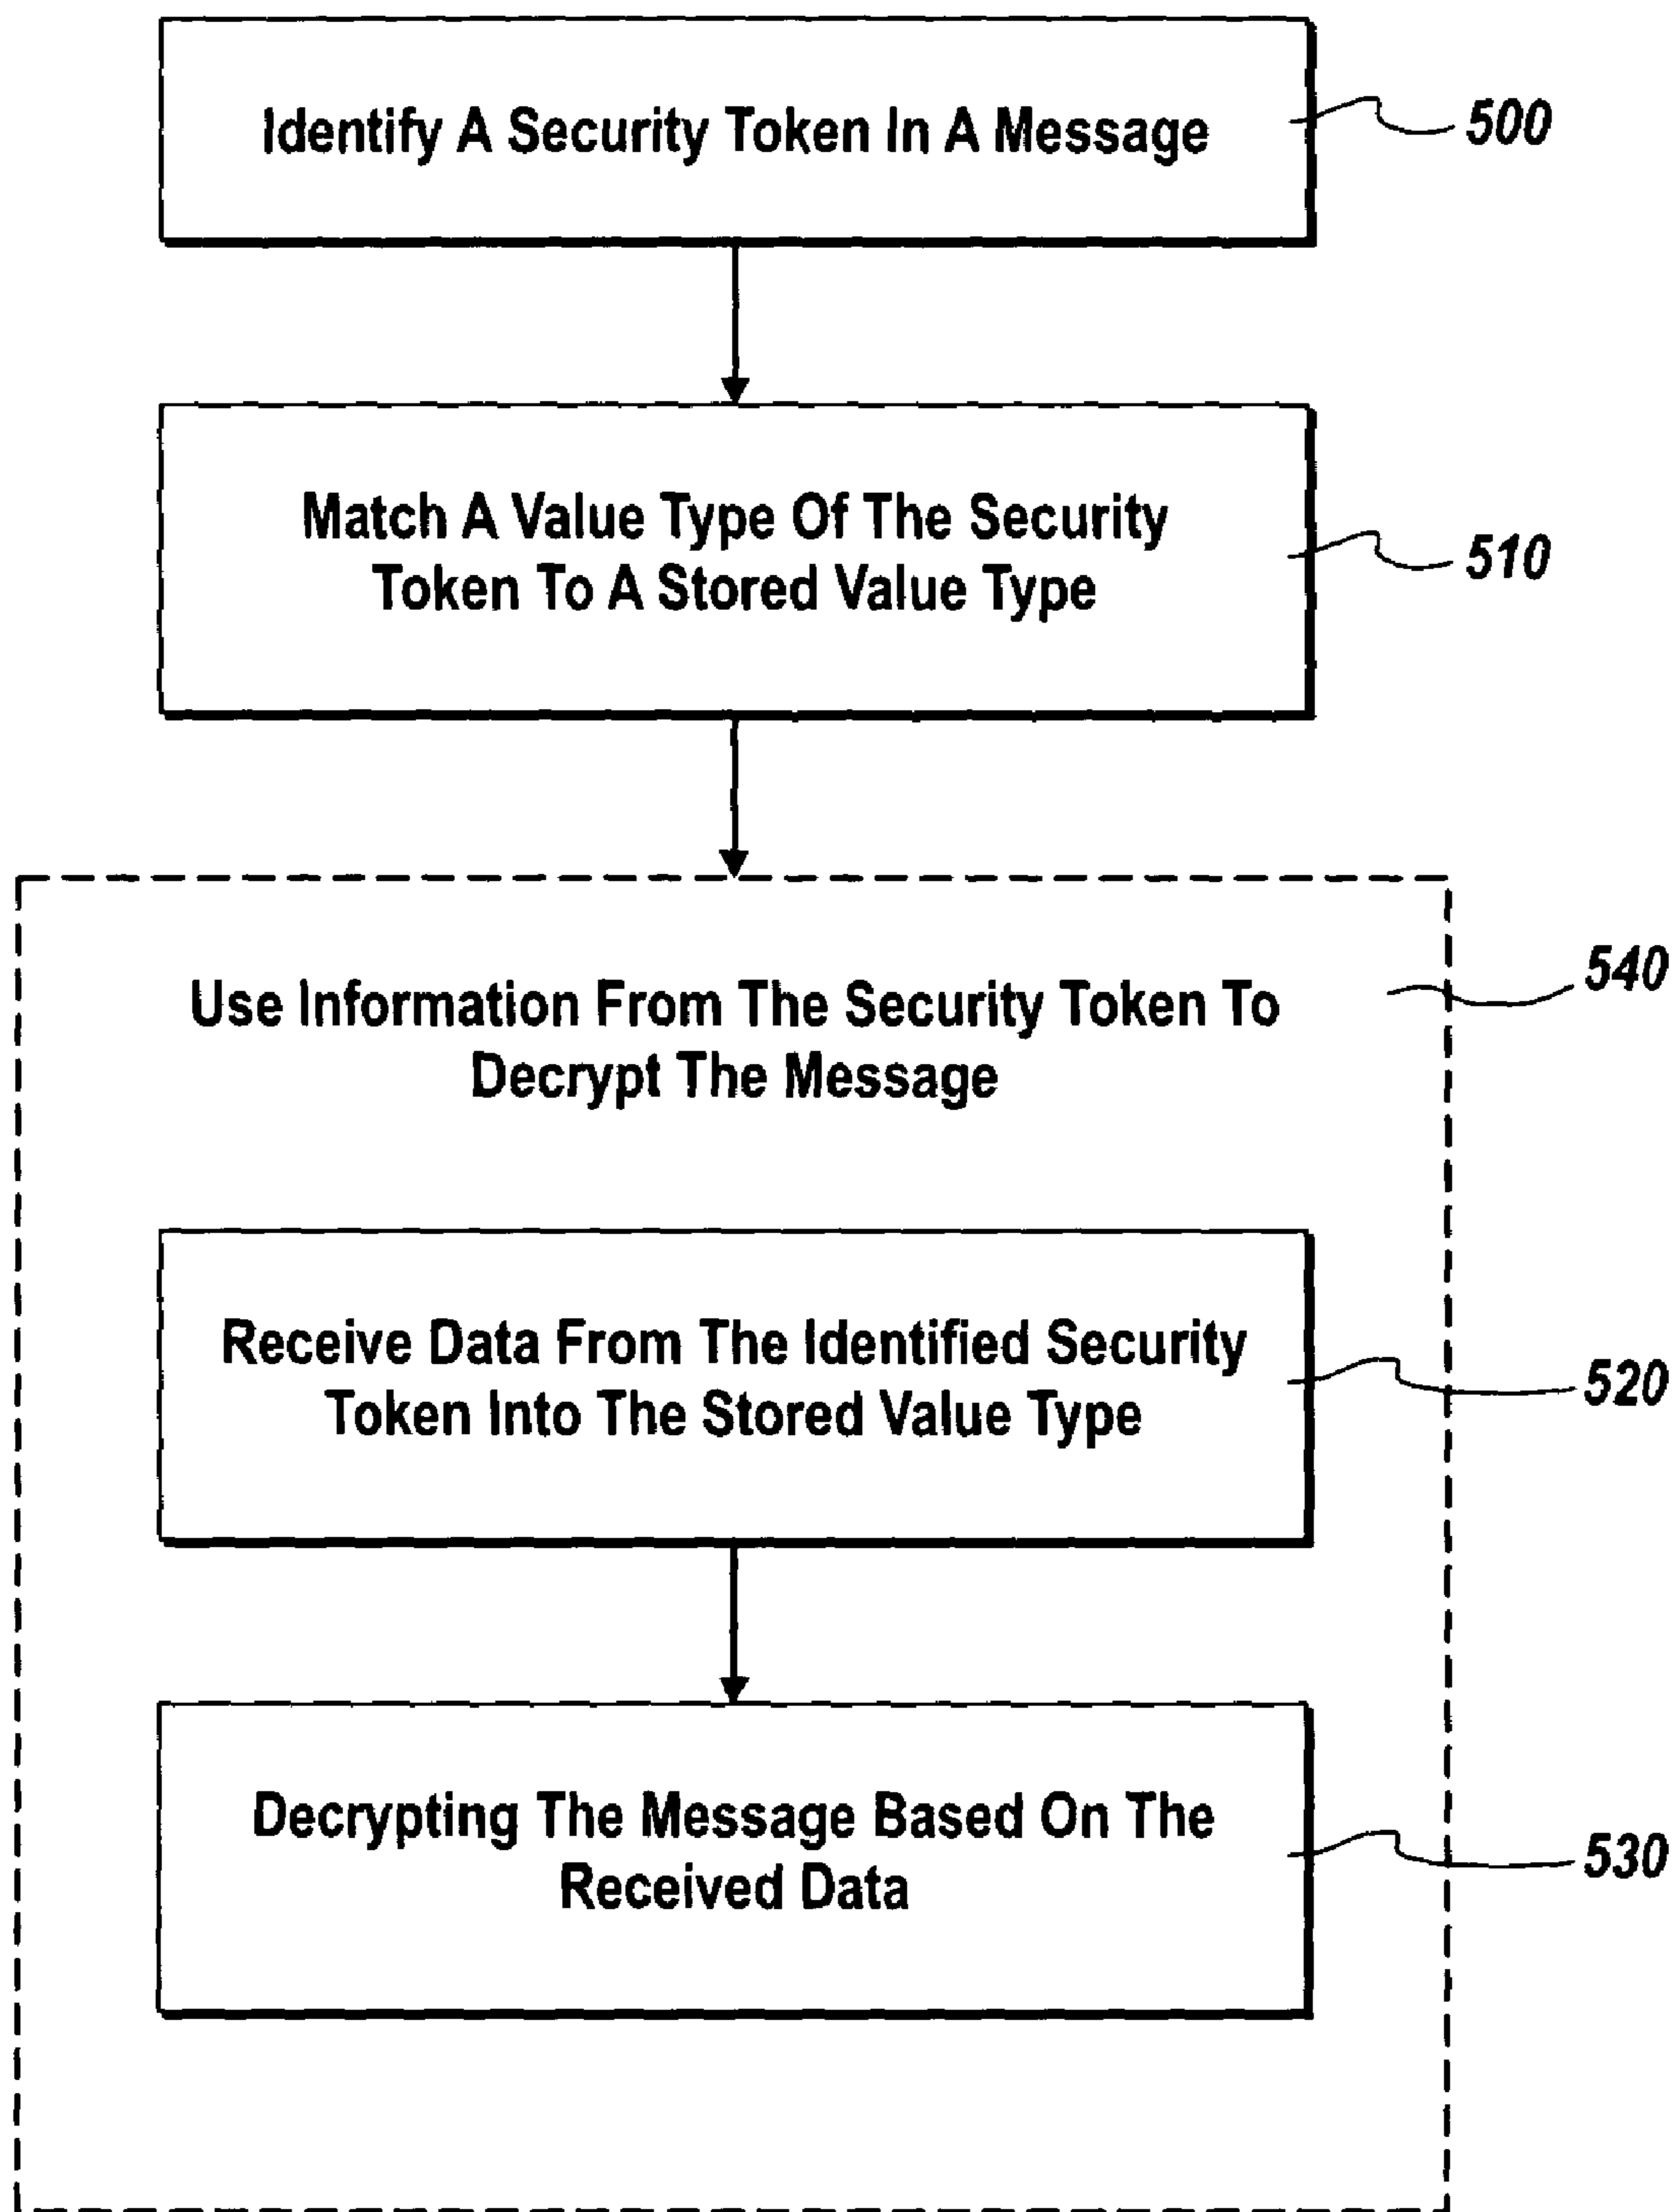 Identify A Security Token In A Message
500
Match A Value Type Of The Security
Token To A Stored Value Type
510
Use Information From The Security Token To
Decrypt The Message
540
Receive Data From The Identified Security
Token Into The Stored Value Type
520
Decrypting The Message Based On The
Received Data
530